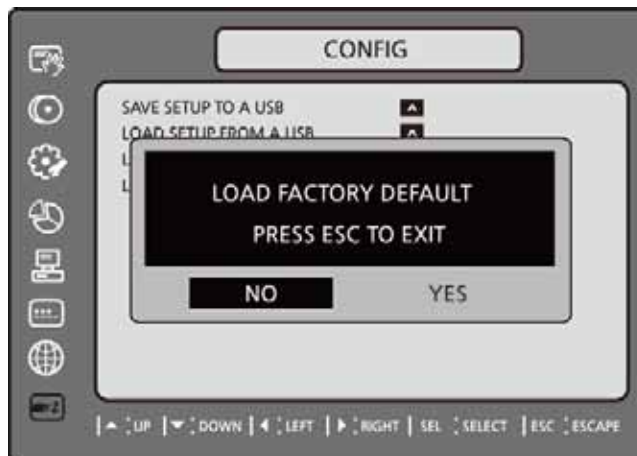 CONFIG
SAVE SETUP TO A USB
LOAD SETUP FROM A USB
L
L
LOAD FACTORY DEFAULT
PRESS ESC TO EXIT
NO YES
UP DOWN LEFT RIGHT SEL SELECT ESC ESCAPE